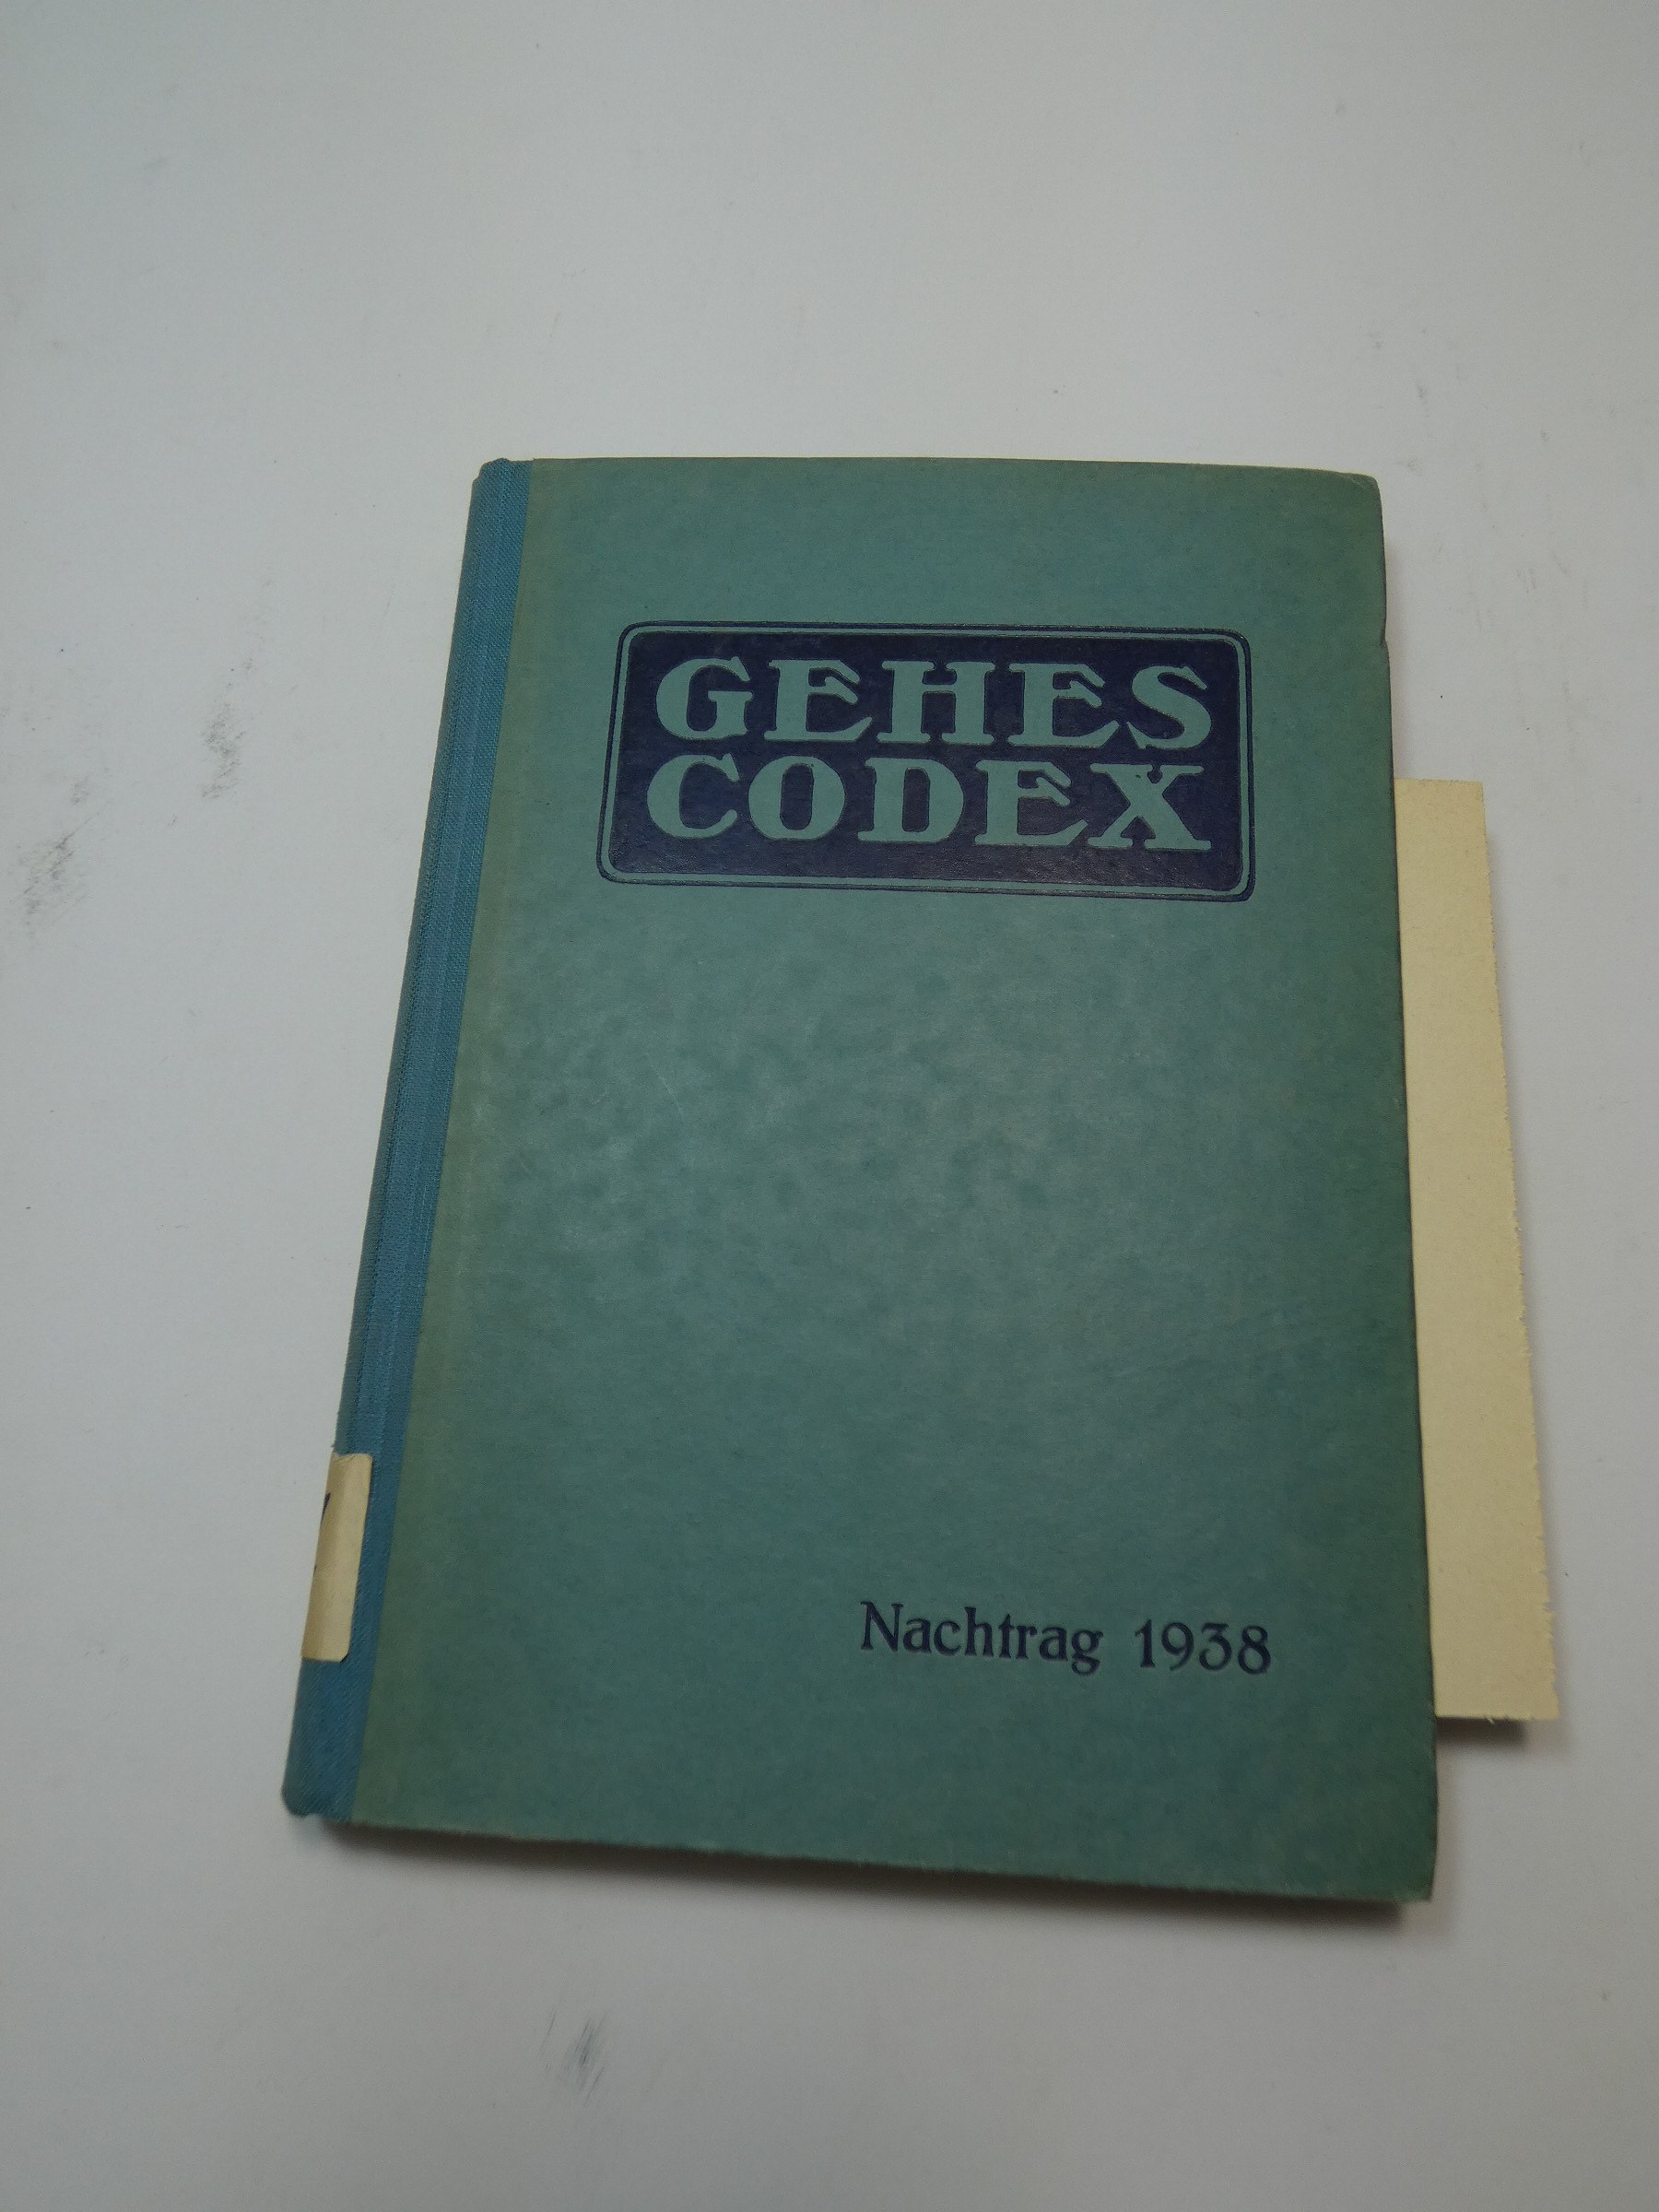 GEHES
CODEX
Nachtrag 1938